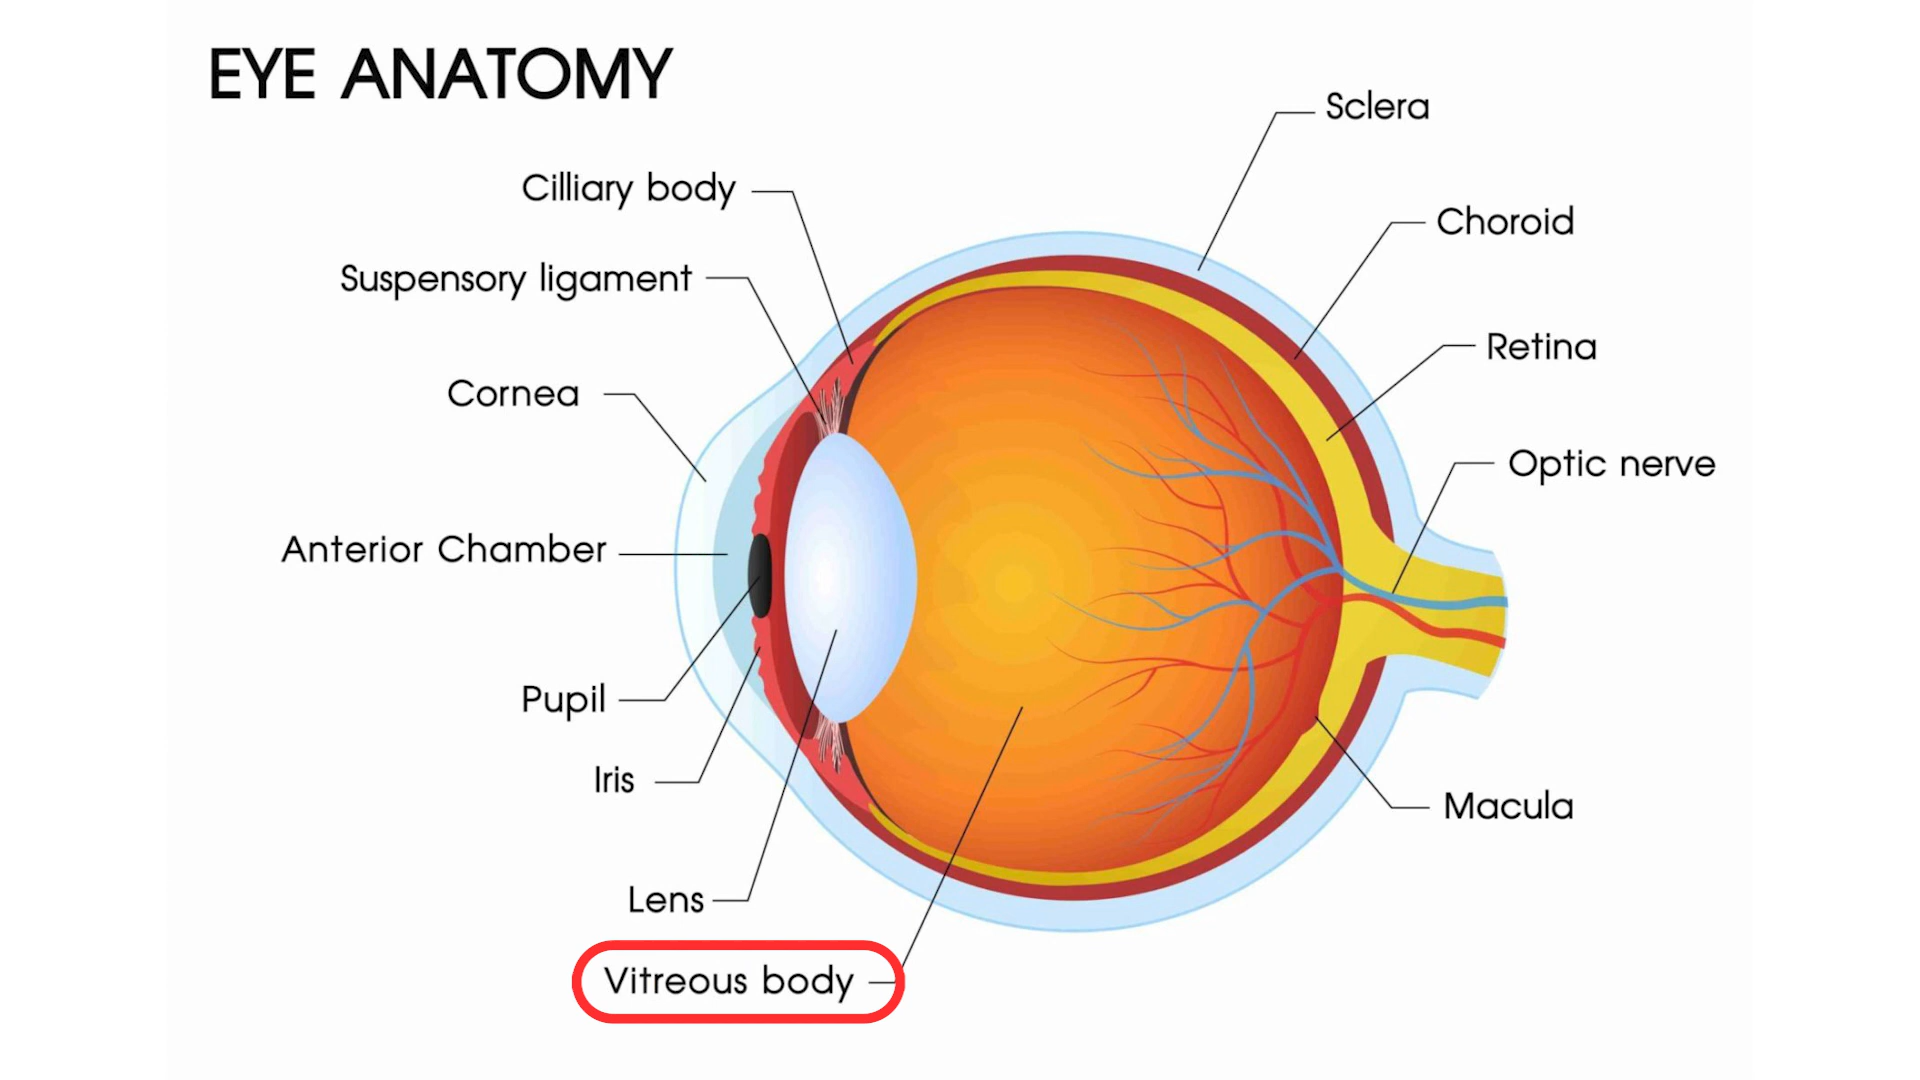 EYE ANATOMY
Sclera
Cilliary body
Choroid
Suspensory ligament
Retina
Cornea
Optic nerve
Anterior Chamber
Pupil
Iris
Macula
Lens
Vitreous body